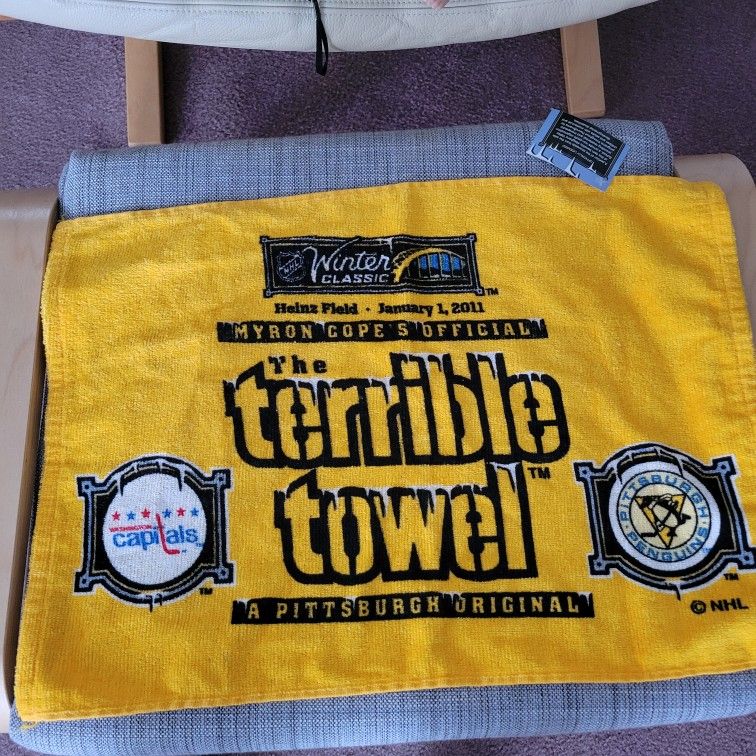 NHL
Winter
CLASSIC
TM
Heinz Field · January 1, 2011
MYRON COPE'S OFFICIAL
The
terrible
towel
TM
WASHINGTON
capitals
TM
PITTSBURGH
PENGUINS
TM
A PITTSBURGH ORIGINAL
© NHL